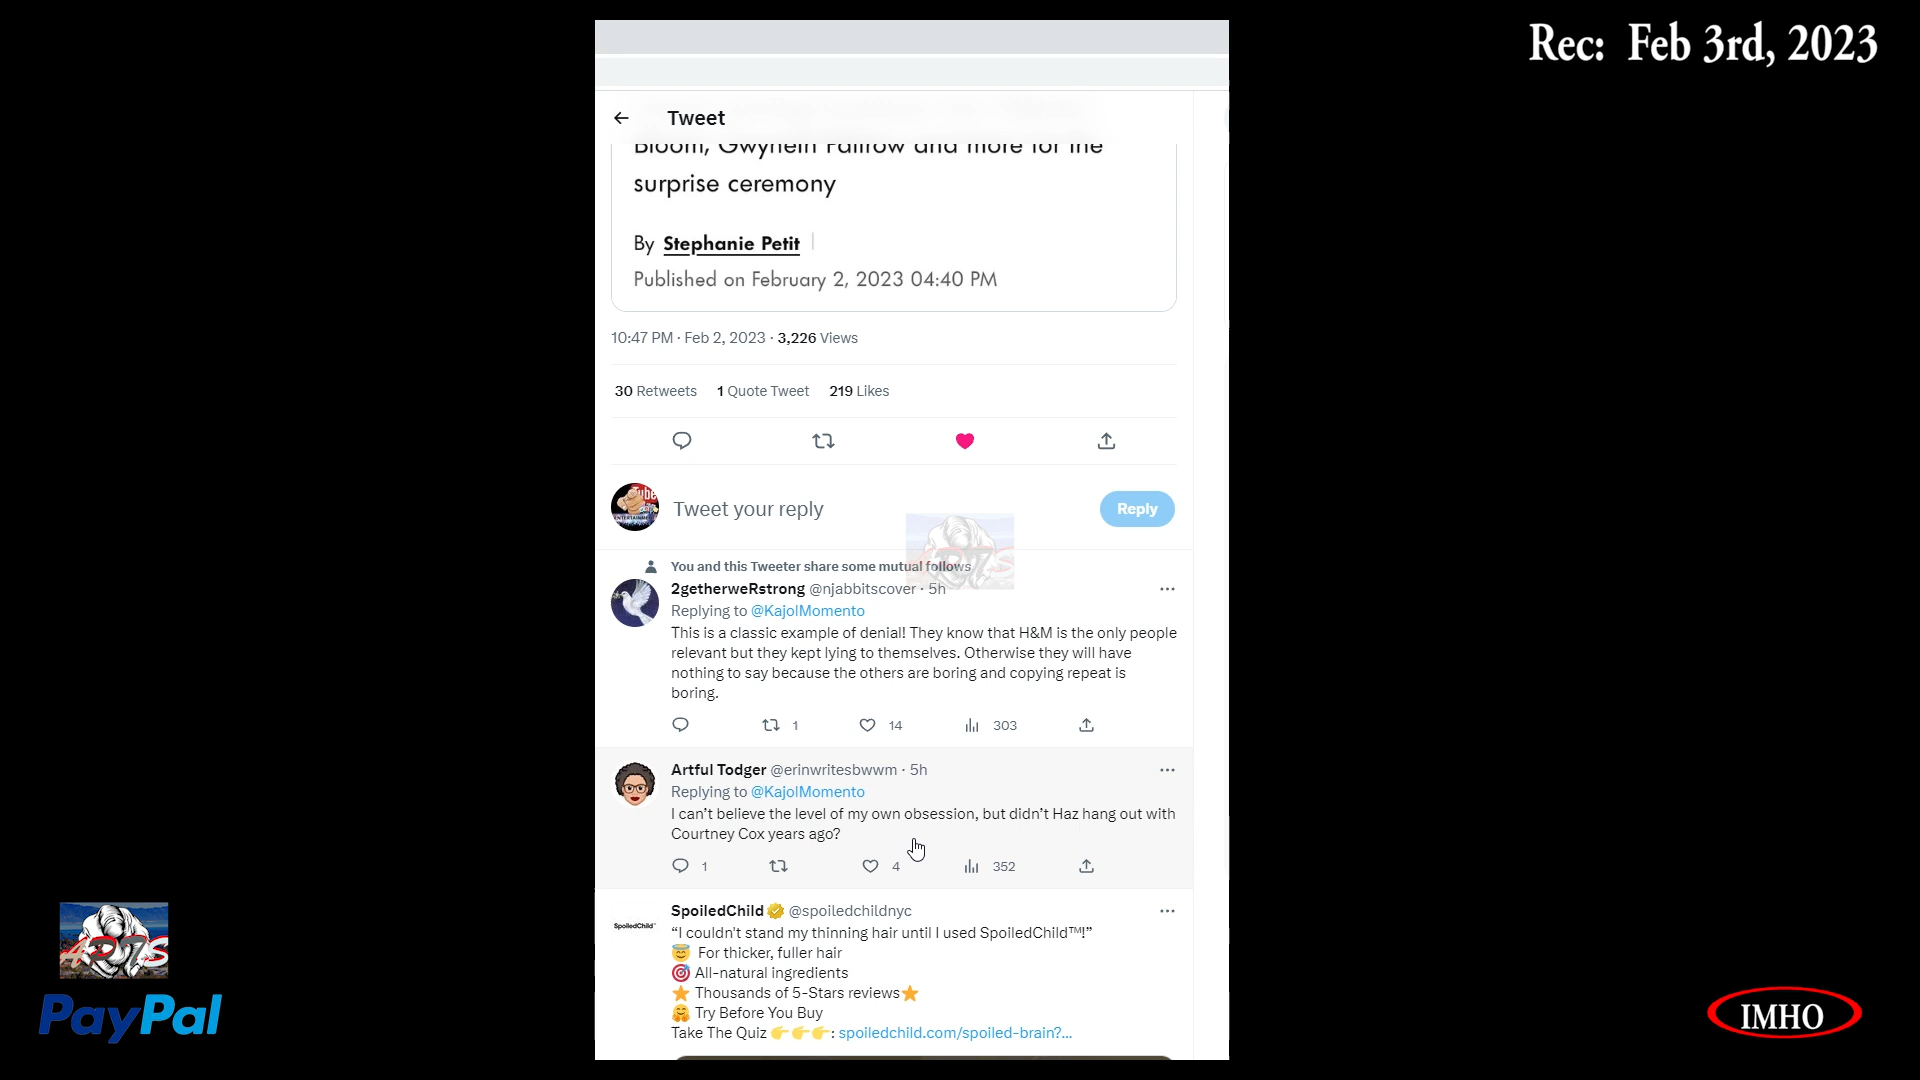 Rec: Feb 3rd, 2023
Tweet
Bloom, Gwyneth Paltrow and more for the
surprise ceremony
By Stephanie Petit
Published on February 2, 2023 04:40 PM
10:47 PM · Feb 2, 2023 · 3,226 Views
30 Retweets 1 Quote Tweet 219 Likes
Tweet your reply
Reply
You and this Tweeter share some mutual follows
2getherweRstrong @njabbitscover · 5h
Replying to @KajolMomento
This is a classic example of denial! They know that H&M is the only people
relevant but they kept lying to themselves. Otherwise they will have
nothing to say because the others are boring and copying repeat is
boring.
1 14 303
Artful Todger @erinwritesbwwm · 5h
Replying to @KajolMomento
I can’t believe the level of my own obsession, but didn’t Haz hang out with
Courtney Cox years ago?
1 4 352
SpoiledChild @spoiledchildnyc
SpoiledChild™
“I couldn't stand my thinning hair until I used SpoiledChild™!”
😇 For thicker, fuller hair
🎯 All-natural ingredients
⭐ Thousands of 5-Stars reviews⭐
🤗 Try Before You Buy
Take The Quiz 👉👉👉: spoiledchild.com/spoiled-brain?...
PayPal
IMHO